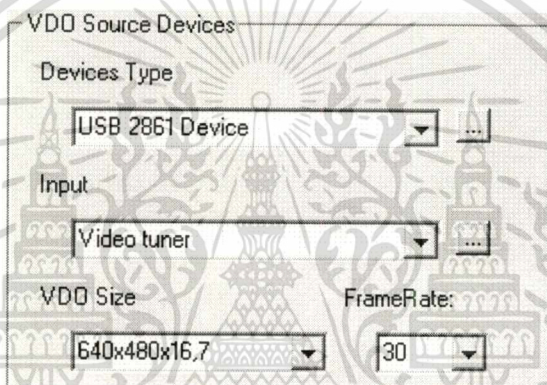 VDO Source Devices
Devices Type
USB 2861 Device
...
Input
Video tuner
...
VDO Size FrameRate:
640x480x16,7 30